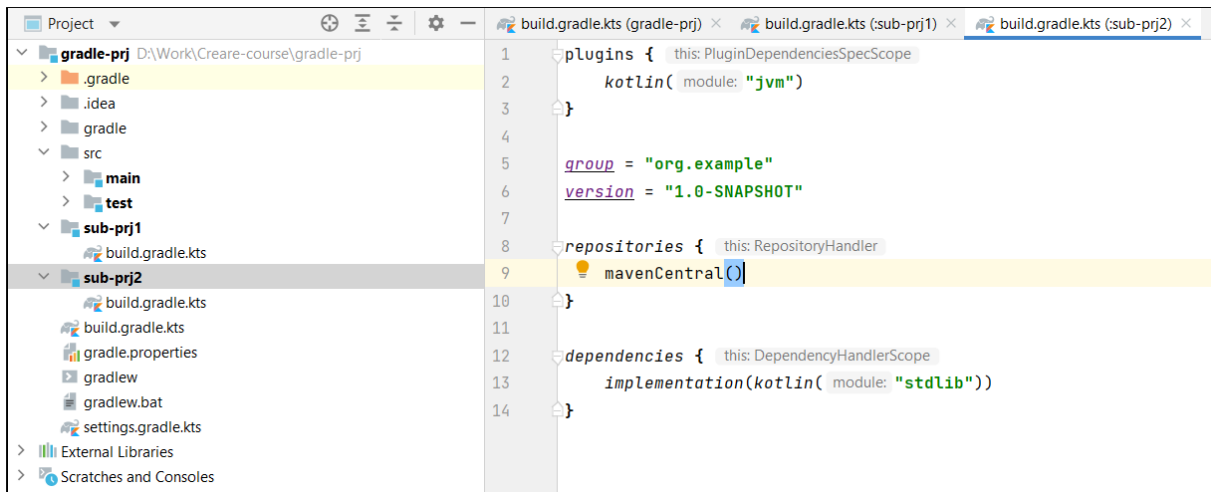 Project
gradle-prj D:\Work\Creare-course\gradle-prj
.gradle
.idea
gradle
src
main
test
sub-prj1
build.gradle.kts
sub-prj2
build.gradle.kts
build.gradle.kts
gradle.properties
gradlew
gradlew.bat
settings.gradle.kts
External Libraries
Scratches and Consoles
build.gradle.kts (gradle-prj) build.gradle.kts (:sub-prj1) build.gradle.kts (:sub-prj2)
1 plugins { this: PluginDependenciesSpecScope
2 kotlin( module: "jvm")
3 }
4
5 group = "org.example"
6 version = "1.0-SNAPSHOT"
7
8 repositories { this: RepositoryHandler
9 mavenCentral()
10 }
11
12 dependencies { this: DependencyHandlerScope
13 implementation(kotlin( module: "stdlib"))
14 }